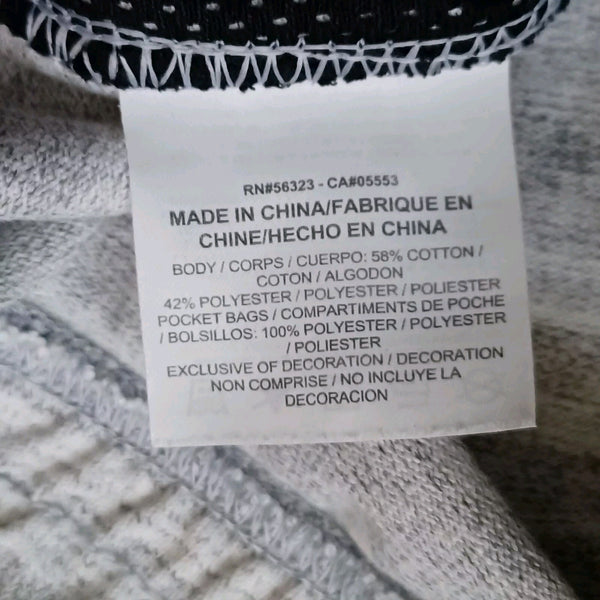 RN#56323 - CA#05553
MADE IN CHINA/FABRIQUE EN
CHINE/HECHO EN CHINA
BODY / CORPS / CUERPO: 58% COTTON /
COTON / ALGODON
42% POLYESTER / POLYESTER / POLIESTER
POCKET BAGS / COMPARTIMENTS DE POCHE
/ BOLSILLOS: 100% POLYESTER / POLYESTER
/ POLIESTER
EXCLUSIVE OF DECORATION / DECORATION
NON COMPRISE / NO INCLUYE LA
DECORACION